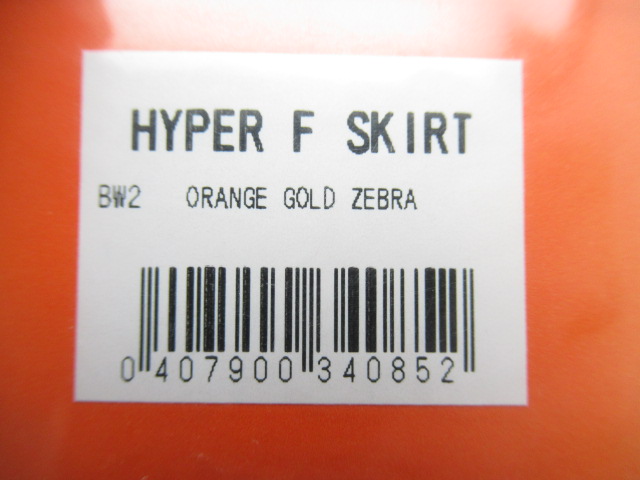 HYPER F SKIRT
BW2 ORANGE GOLD ZEBRA
0 407900 340852